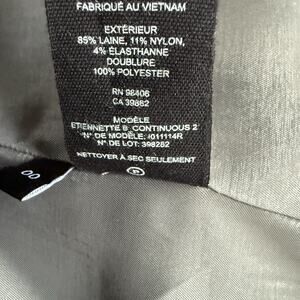 FABRIQUÉ AU VIETNAM
EXTÉRIEUR
85% LAINE, 11% NYLON,
4% ÉLASTHANNE
DOUBLURE
100% POLYESTER
RN 98406
CA 39882
MODÈLE
ETIENNETTE B_CONTINUOUS 2
"N° DE MODÈLE": I011114R
"N° DE LOT": 398282
NETTOYER À SEC SEULEMENT
P
00